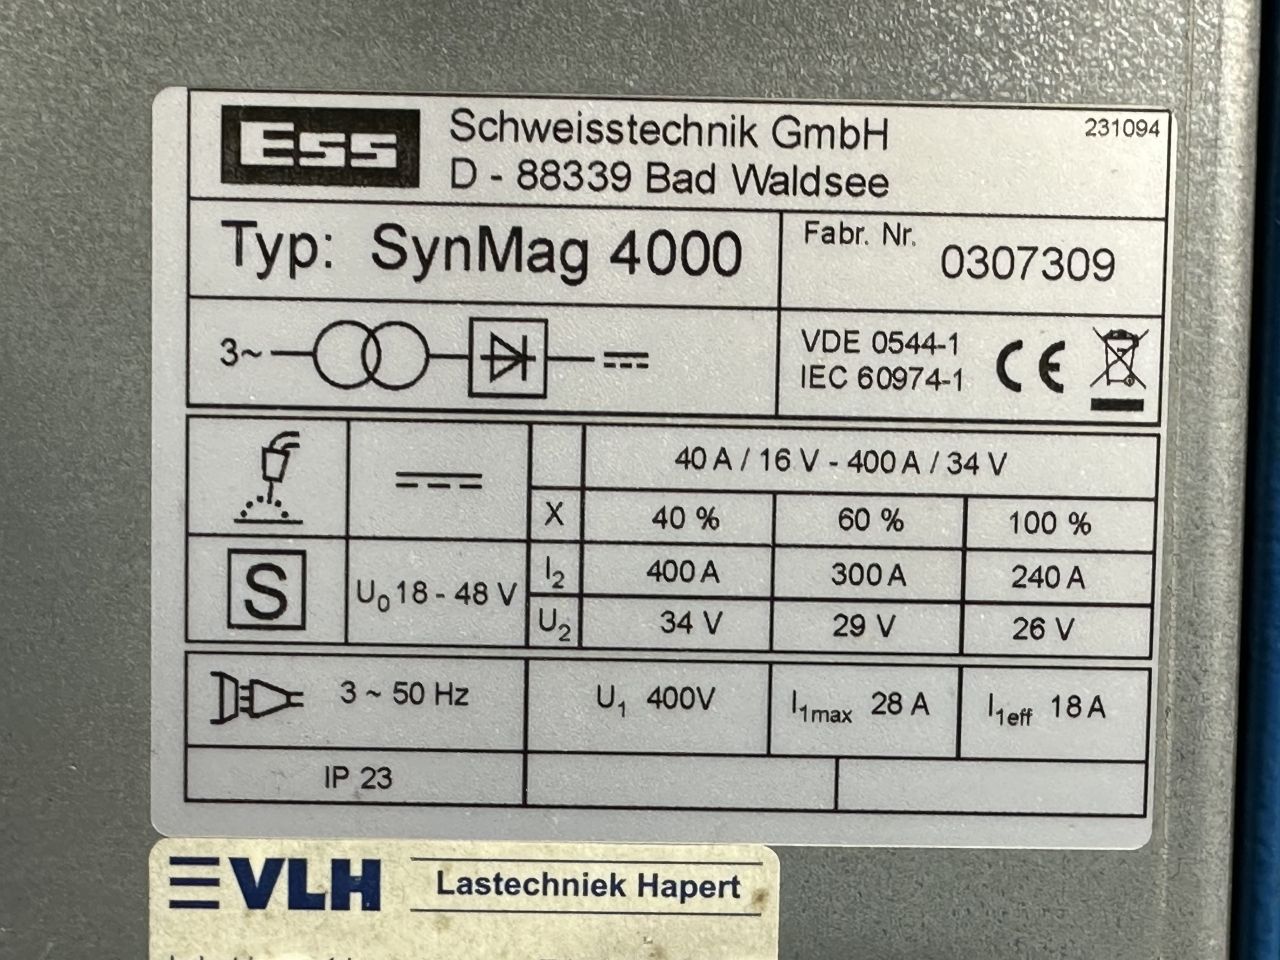 ESS
Schweisstechnik GmbH
D - 88339 Bad Waldsee
231094
Typ: SynMag 4000
Fabr. Nr. 0307309
3~
VDE 0544-1
IEC 60974-1
CE
40 A / 16 V - 400 A / 34 V
X 40 % 60 % 100 %
S
U0 18 - 48 V
I2 400 A 300 A 240 A
U2 34 V 29 V 26 V
3 ~ 50 Hz U1 400V I1max 28 A I1eff 18 A
IP 23
VLH
Lastechniek Hapert